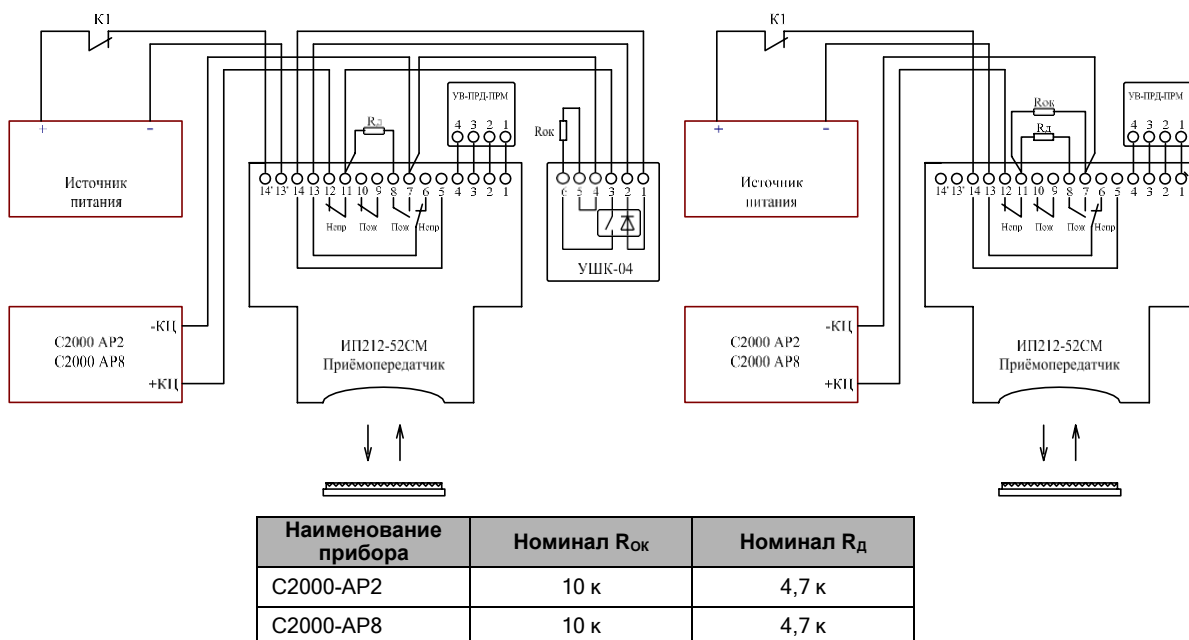 К1
+ -
Источник
питания
С2000 АР2
С2000 АР8
-КЦ
+КЦ
Rд
УВ-ПРД-ПРМ
4 3 2 1
14' 13' 14 13 12 11 10 9 8 7 6 5 4 3 2 1
Непр Пож Пож Непр
ИП212-52СМ
Приёмопередатчик
Rок
6 5 4 3 2 1
УШК-04
К1
+ -
Источник
питания
С2000 АР2
С2000 АР8
-КЦ
+КЦ
Rок
Rд
УВ-ПРД-ПРМ
4 3 2 1
14' 13' 14 13 12 11 10 9 8 7 6 5 4 3 2 1
Непр Пож Пож Непр
ИП212-52СМ
Приёмопередатчик
Наименование прибора Номинал RОК Номинал RД
С2000-АР2 10 к 4,7 к
С2000-АР8 10 к 4,7 к